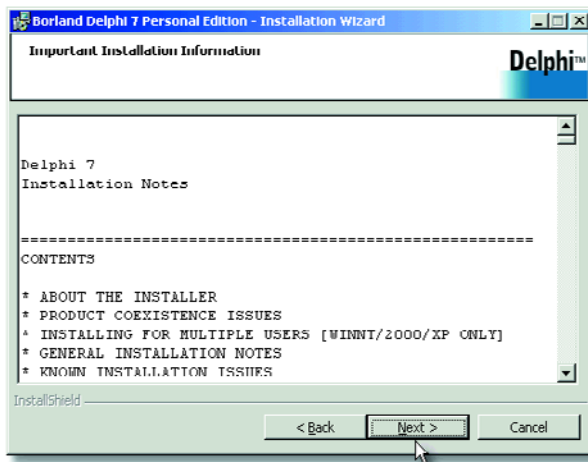 Borland Delphi 7 Personal Edition - Installation Wizard
Important Installation Information
Delphi™
Delphi 7
Installation Notes
=======================================================
CONTENTS
* ABOUT THE INSTALLER
* PRODUCT COEXISTENCE ISSUES
* INSTALLING FOR MULTIPLE USERS [WINNT/2000/XP ONLY]
* GENERAL INSTALLATION NOTES
* KNOWN INSTALLATION ISSUES
InstallShield
< Back Next > Cancel